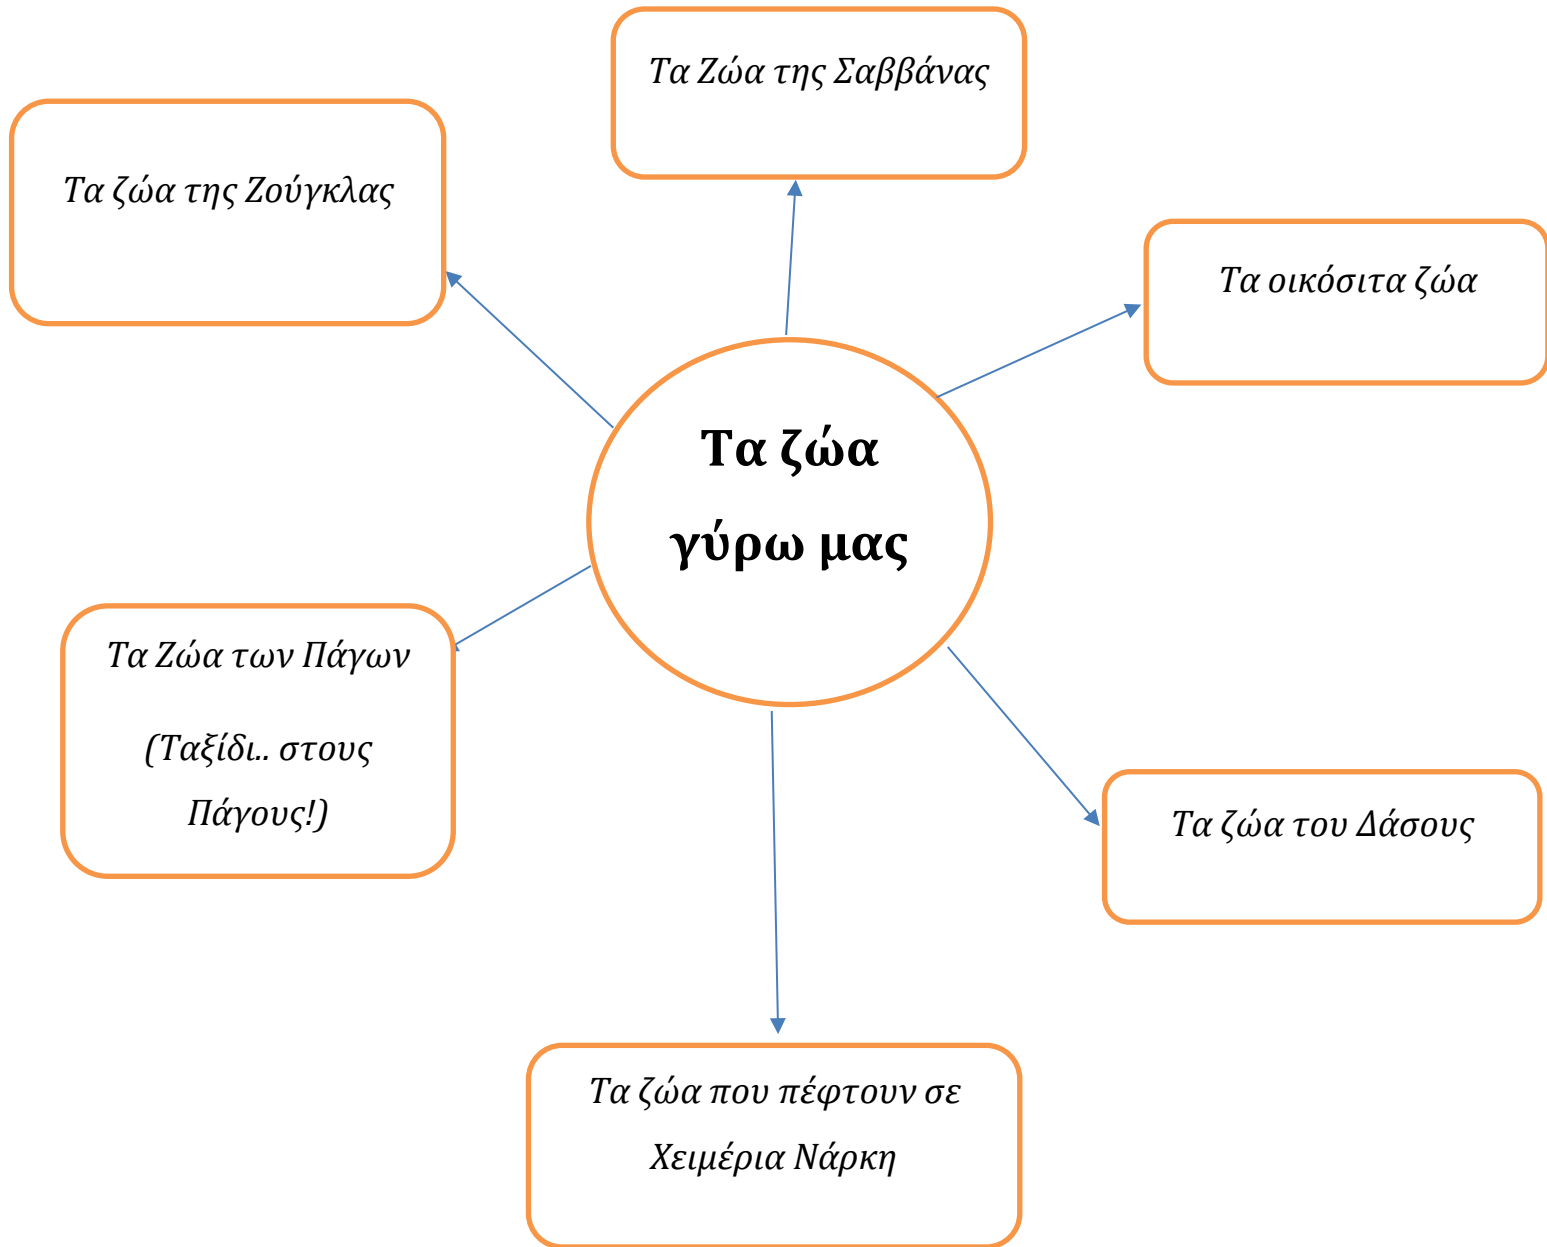 Τα Ζώα της Σαββάνας
Τα ζώα της Ζούγκλας
Τα οικόσιτα ζώα
Τα ζώα
γύρω μας
Τα Ζώα των Πάγων
(Ταξίδι.. στους
Πάγους!)
Τα ζώα του Δάσους
Τα ζώα που πέφτουν σε
Χειμέρια Νάρκη